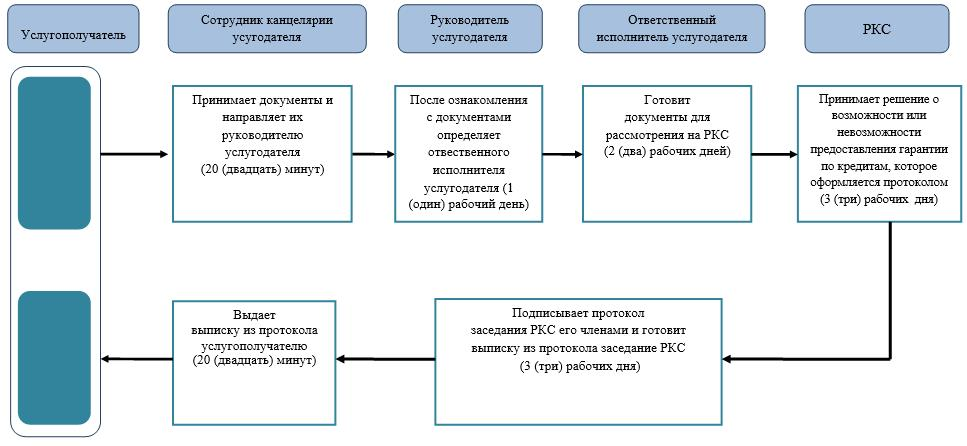 Услугополучатель
Сотрудник канцелярии
усугодателя
Руководитель
услугодателя
Ответственный
исполнитель услугодателя
РКС
Принимает документы и
направляет их
руководителю
услугодателя
(20 (двадцать) минут)
После ознакомления
с документами
определяет
отвественного
исполнителя
услугодателя (1
(один) рабочий день)
Готовит
документы для
рассмотрения на РКС
(2 (два) рабочих дней)
Принимает решение о
возможности или
невозможности
предоставления гарантии
по кредитам, которое
оформляется протоколом
(3 (три) рабочих дня)
Выдает
выписку из протокола
услугополучателю
(20 (двадцать) минут)
Подписывает протокол
заседания РКС его членами и готовит
выписку из протокола заседание РКС
(3 (три) рабочих дня)